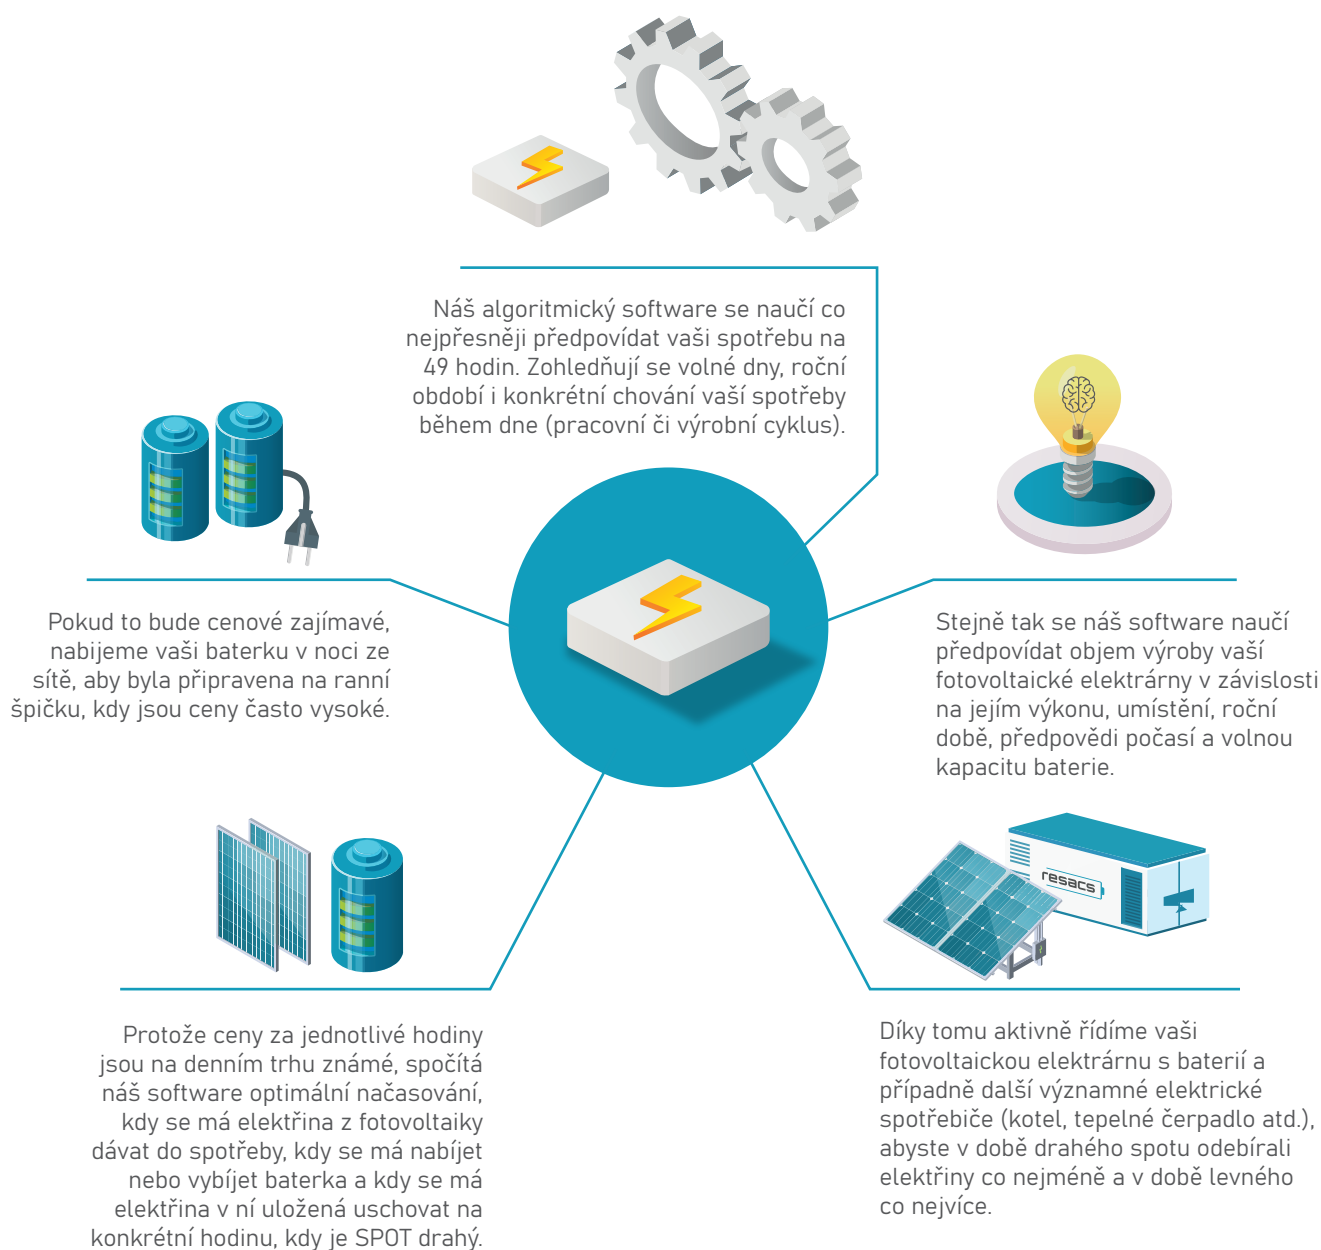 Náš algoritmický software se naučí co
nejpřesněji předpovídat vaši spotřebu na
49 hodin. Zohledňují se volné dny, roční
období i konkrétní chování vaší spotřeby
během dne (pracovní či výrobní cyklus).
Pokud to bude cenové zajímavé,
nabijeme vaši baterku v noci ze
sítě, aby byla připravena na ranní
špičku, kdy jsou ceny často vysoké.
Stejně tak se náš software naučí
předpovídat objem výroby vaší
fotovoltaické elektrárny v závislosti
na jejím výkonu, umístění, roční
době, předpovědi počasí a volnou
kapacitu baterie.
resacs
Protože ceny za jednotlivé hodiny
jsou na denním trhu známé, spočítá
náš software optimální načasování,
kdy se má elektřina z fotovoltaiky
dávat do spotřeby, kdy se má nabíjet
nebo vybíjet baterka a kdy se má
elektřina v ní uložená uschovat na
konkrétní hodinu, kdy je SPOT drahý.
Díky tomu aktivně řídíme vaši
fotovoltaickou elektrárnu s baterií a
případně další významné elektrické
spotřebiče (kotel, tepelné čerpadlo atd.),
abyste v době drahého spotu odebírali
elektřiny co nejméně a v době levného
co nejvíce.